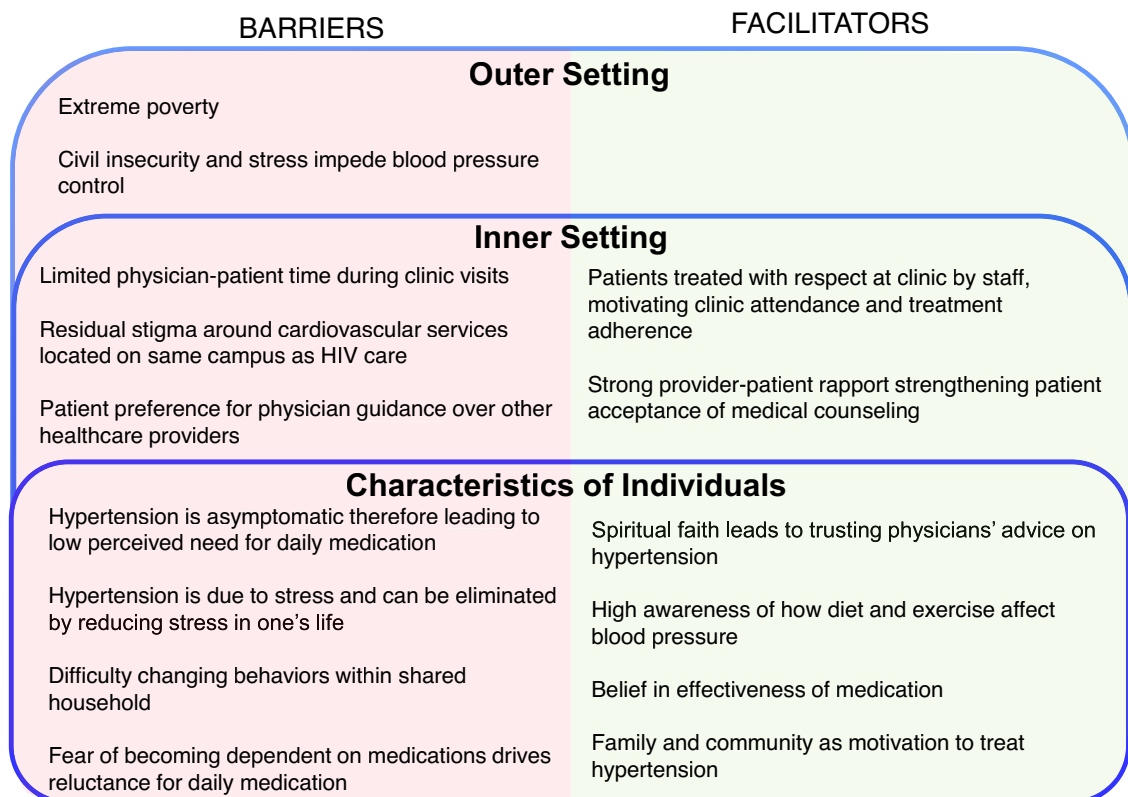 BARRIERS
FACILITATORS
Outer Setting
Extreme poverty
Civil insecurity and stress impede blood pressure
control
Inner Setting
Limited physician-patient time during clinic visits
Residual stigma around cardiovascular services
located on same campus as HIV care
Patient preference for physician guidance over other
healthcare providers
Patients treated with respect at clinic by staff,
motivating clinic attendance and treatment
adherence
Strong provider-patient rapport strengthening patient
acceptance of medical counseling
Characteristics of Individuals
Hypertension is asymptomatic therefore leading to
low perceived need for daily medication
Hypertension is due to stress and can be eliminated
by reducing stress in one's life
Difficulty changing behaviors within shared
household
Fear of becoming dependent on medications drives
reluctance for daily medication
Spiritual faith leads to trusting physicians' advice on
hypertension
High awareness of how diet and exercise affect
blood pressure
Belief in effectiveness of medication
Family and community as motivation to treat
hypertension